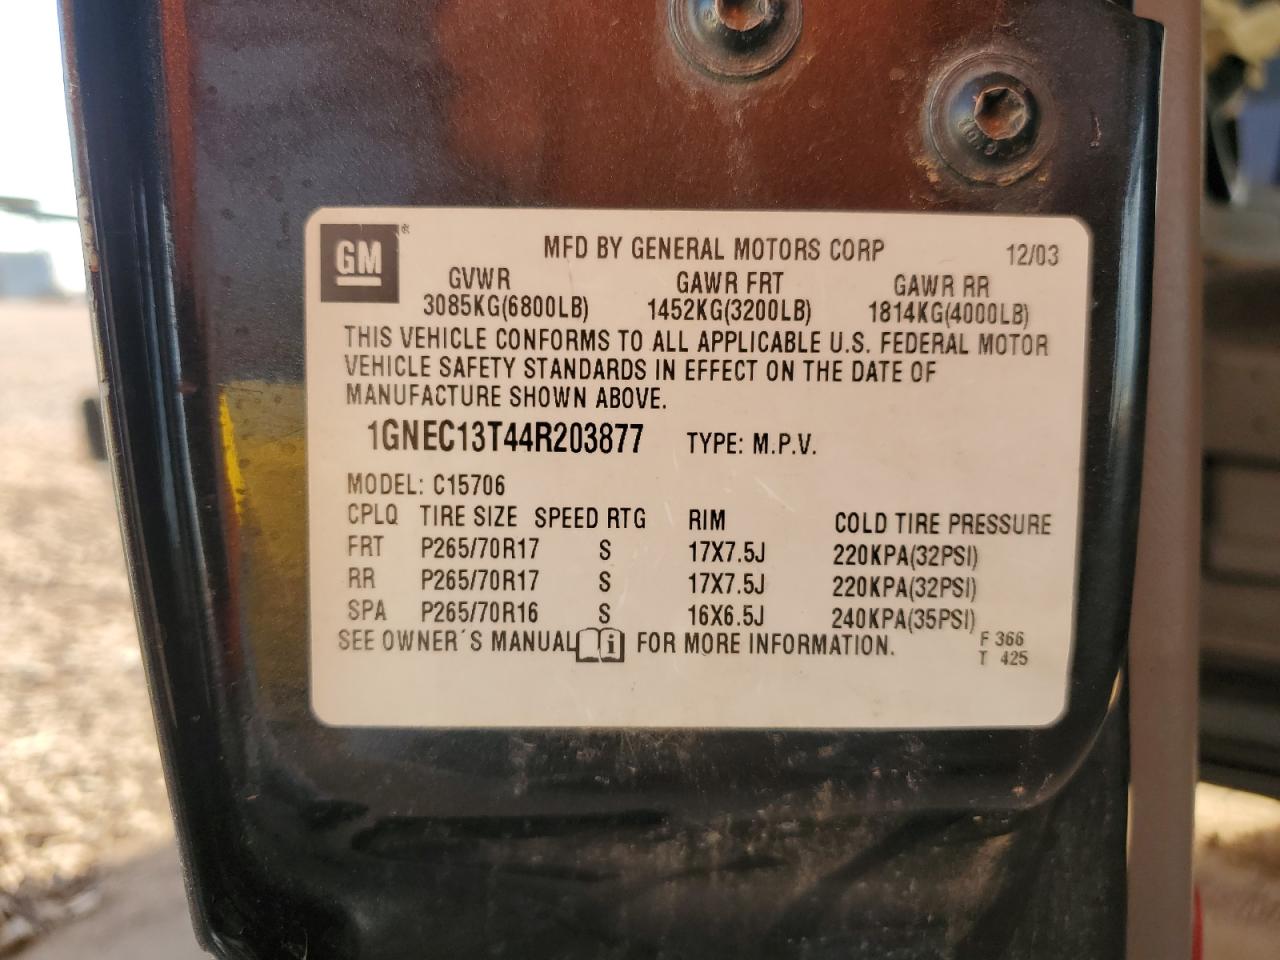 GM®
MFD BY GENERAL MOTORS CORP 12/03
GVWR GAWR FRT GAWR RR
3085KG(6800LB) 1452KG(3200LB) 1814KG(4000LB)
THIS VEHICLE CONFORMS TO ALL APPLICABLE U.S. FEDERAL MOTOR
VEHICLE SAFETY STANDARDS IN EFFECT ON THE DATE OF
MANUFACTURE SHOWN ABOVE.
1GNEC13T44R203877 TYPE: M.P.V.
MODEL: C15706
CPLQ TIRE SIZE SPEED RTG RIM COLD TIRE PRESSURE
FRT P265/70R17 S 17X7.5J 220KPA(32PSI)
RR P265/70R17 S 17X7.5J 220KPA(32PSI)
SPA P265/70R16 S 16X6.5J 240KPA(35PSI)
SEE OWNER´S MANUAL i FOR MORE INFORMATION.
F 366
T 425